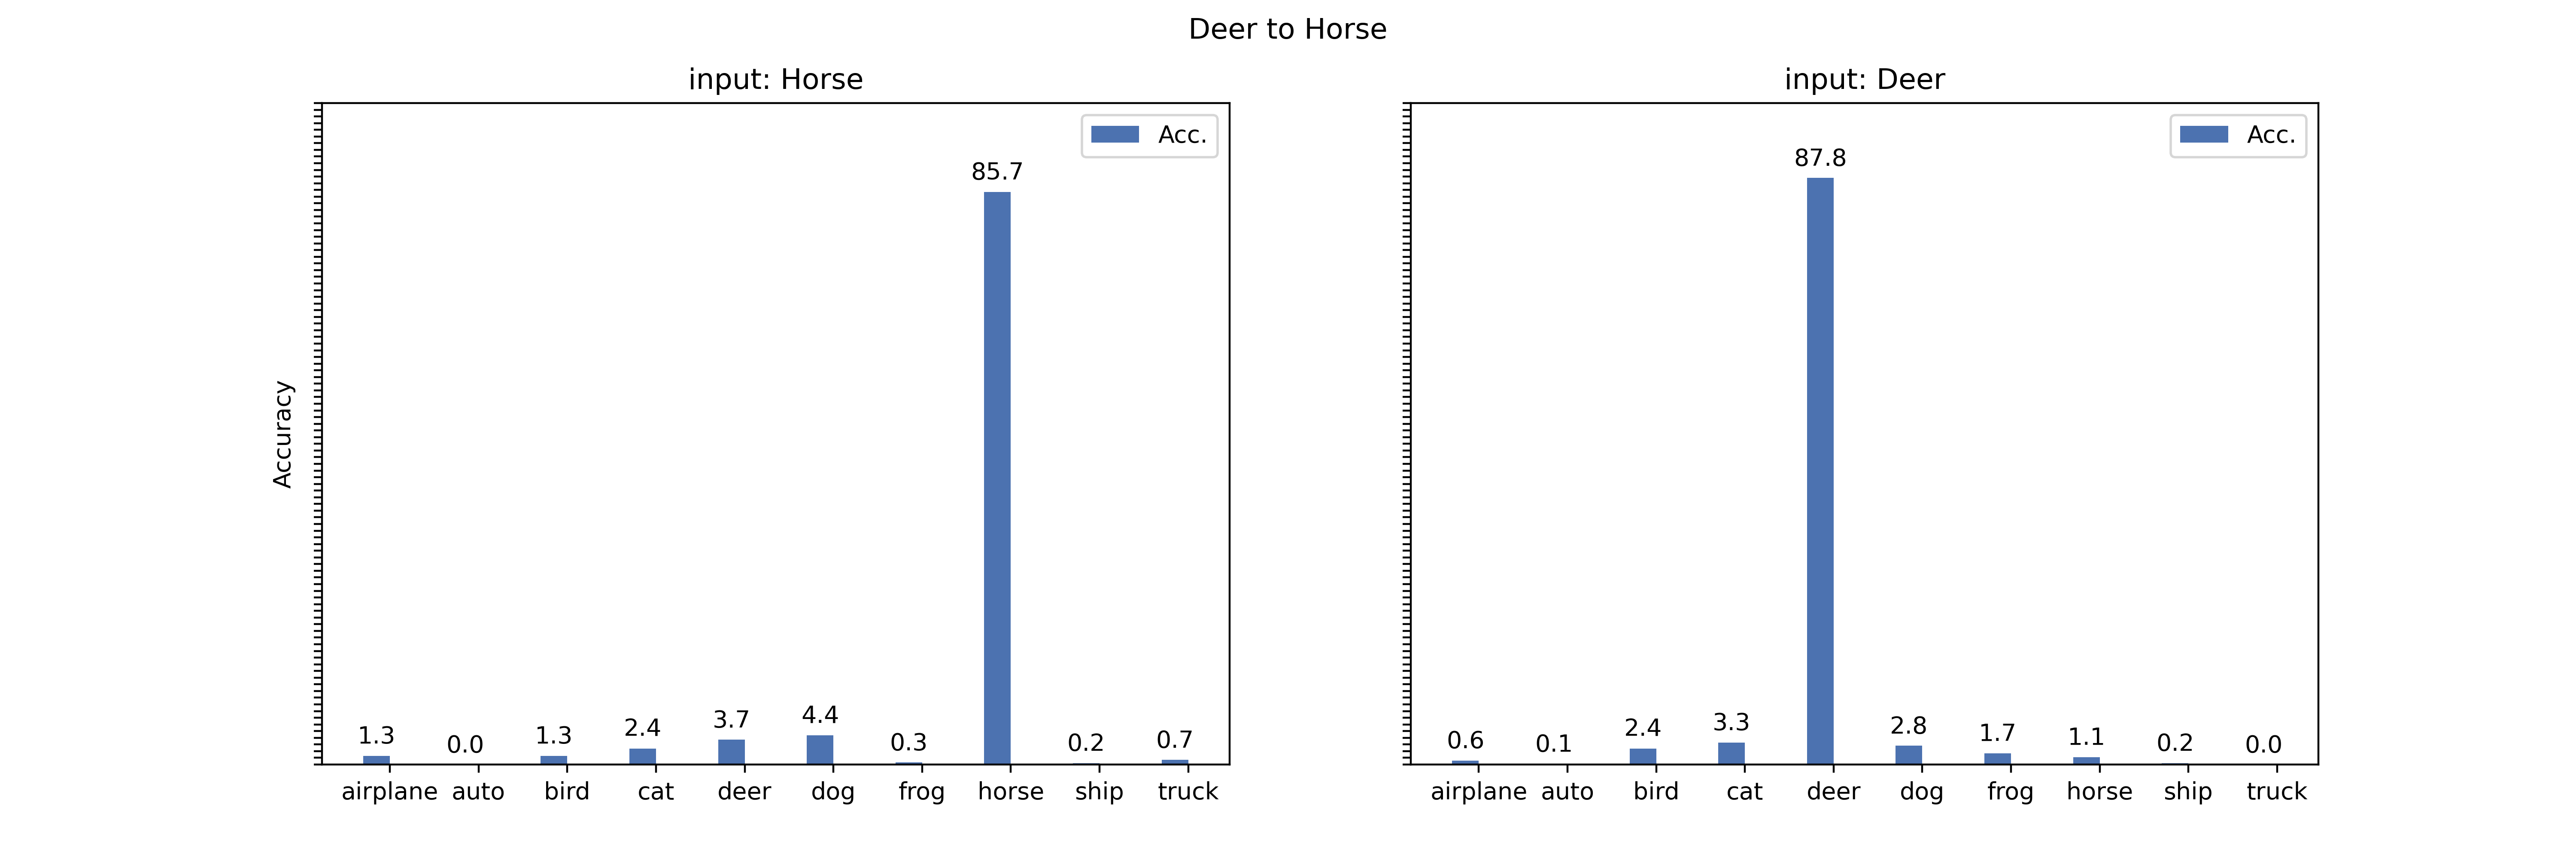 Deer to Horse
input: Horse
Acc.
85.7
1.3
0.0
1.3
2.4
3.7
4.4
0.3
0.2
0.7
Accuracy
airplane auto bird cat deer dog frog horse ship truck
input: Deer
Acc.
87.8
0.6
0.1
2.4
3.3
2.8
1.7
1.1
0.2
0.0
airplane auto bird cat deer dog frog horse ship truck